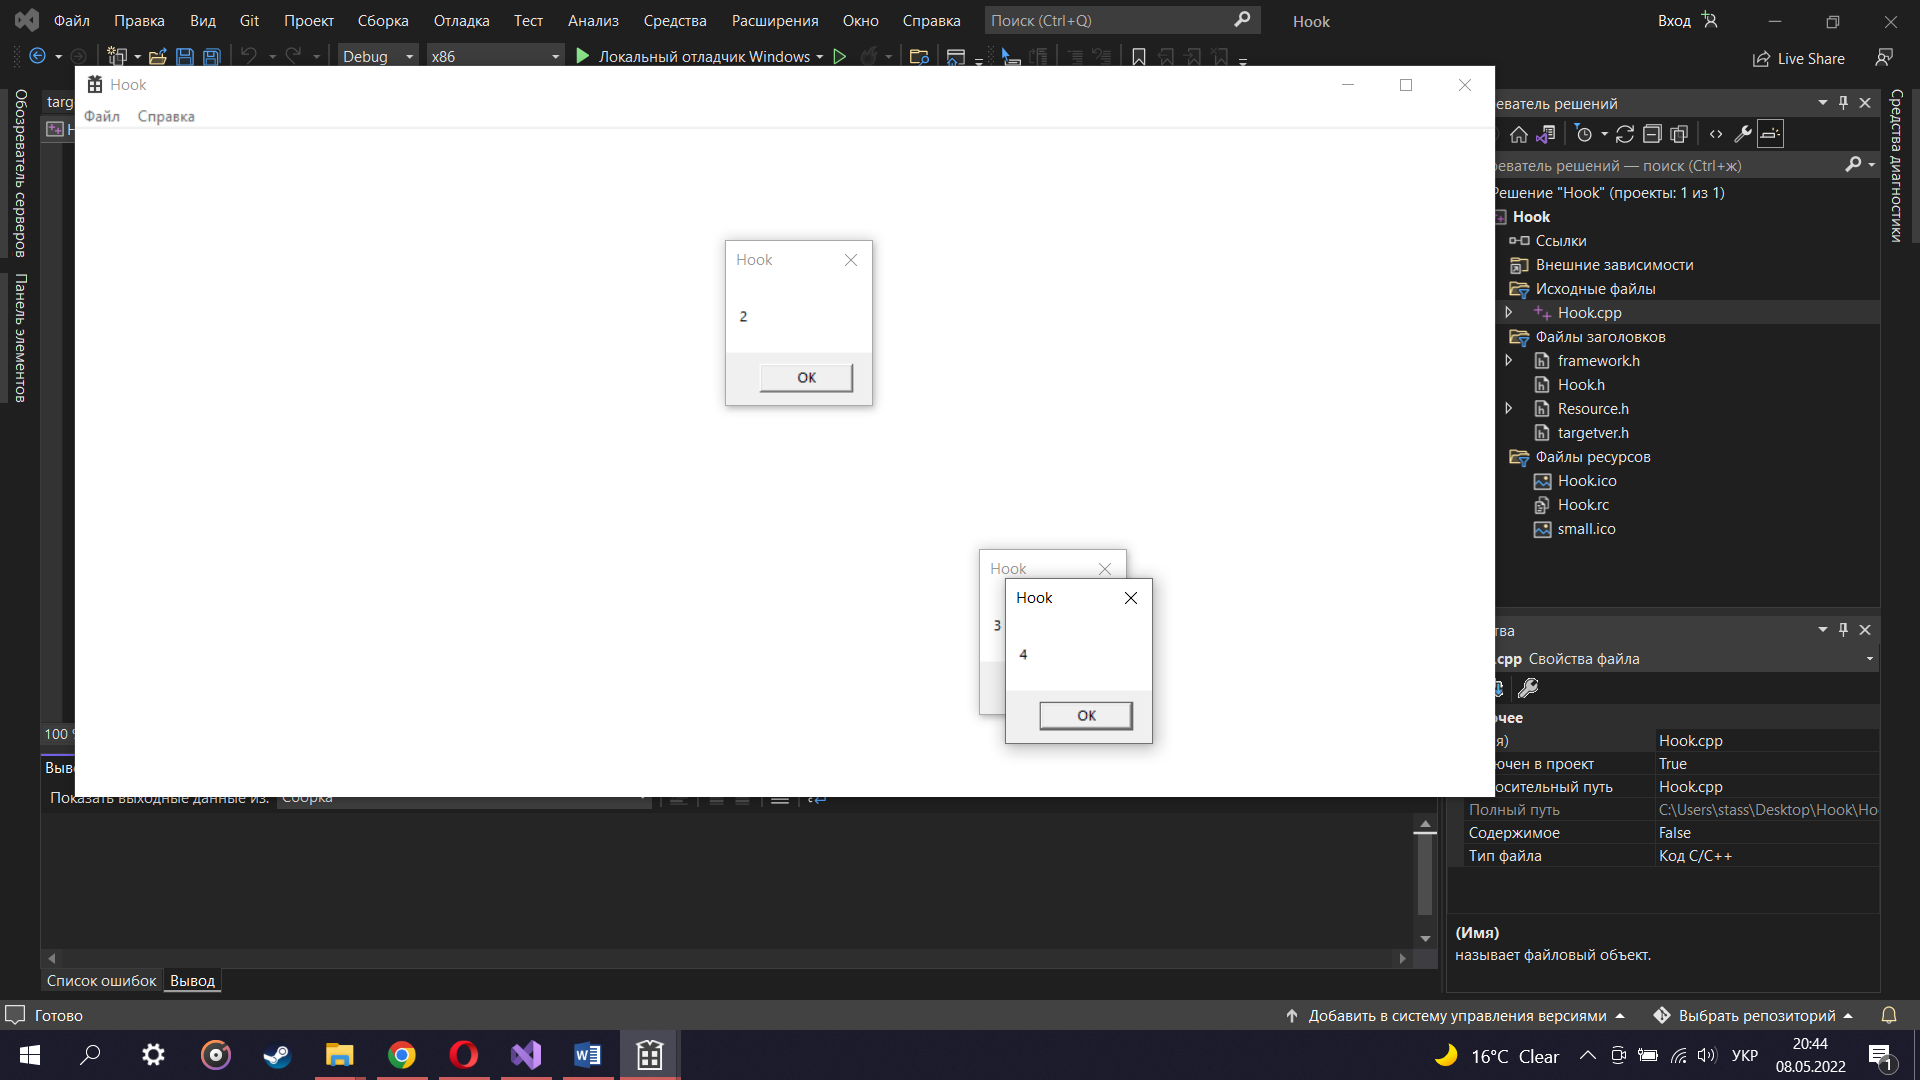 Файл Правка Вид Git Проект Сборка Отладка Тест Анализ Средства Расширения Окно Справка Поиск (Ctrl+Q) Hook Вход
Debug x86 Локальный отладчик Windows Live Share
Обозреватель серверов
Панель элементов
targ
Hook
Файл Справка
Hook
2
OK
Hook
3
Hook
4
OK
еватель решений
реватель решений — поиск (Ctrl+ж)
Решение "Hook" (проекты: 1 из 1)
Hook
Ссылки
Внешние зависимости
Исходные файлы
Hook.cpp
Файлы заголовков
framework.h
Hook.h
Resource.h
targetver.h
Файлы ресурсов
Hook.ico
Hook.rc
small.ico
Средства диагностики
тва
.cpp Свойства файла
очее
я) Hook.cpp
ючен в проект True
осительный путь Hook.cpp
Полный путь C:\Users\stass\Desktop\Hook\Ho
Содержимое False
Тип файла Код C/C++
(Имя)
называет файловый объект.
100 %
Выв
Показать выходные данные из: Сборка
Список ошибок Вывод
Готово Добавить в систему управления версиями Выбрать репозиторий
16°C Clear УКР 20:44
08.05.2022
1